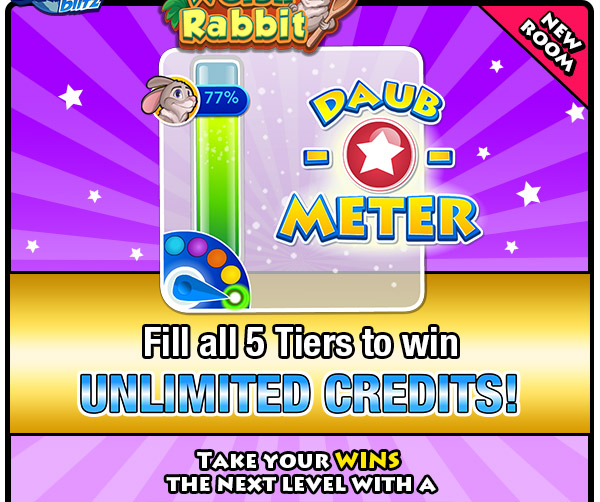 blitz
Rabbit
NEW
ROOM
77%
DAUB
-O-
METER
Fill all 5 Tiers to win
UNLIMITED CREDITS!
TAKE YOUR WINS
THE NEXT LEVEL WITH A